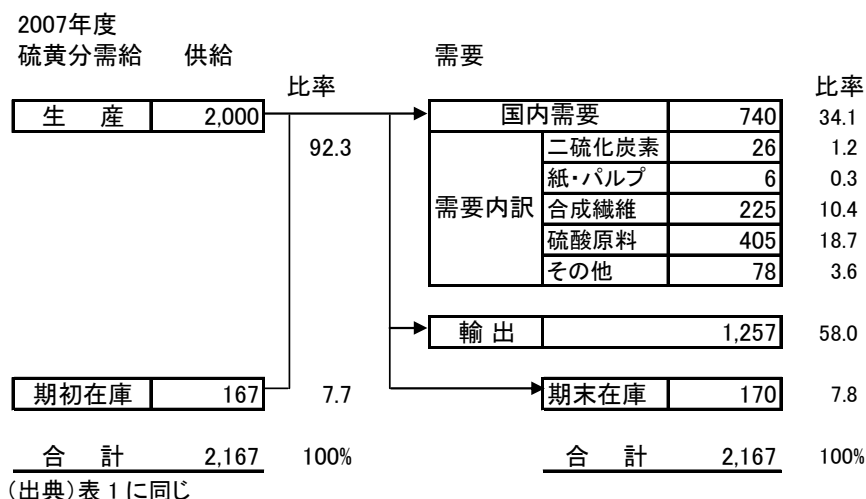 2007年度
硫黄分需給 供給 需要
比率 比率
生 産 2,000 国内需要 740 34.1
92.3 二硫化炭素 26 1.2
紙・パルプ 6 0.3
需要内訳 合成繊維 225 10.4
硫酸原料 405 18.7
その他 78 3.6
輸 出 1,257 58.0
期初在庫 167 7.7 期末在庫 170 7.8
合 計 2,167 100% 合 計 2,167 100%
(出典)表1に同じ